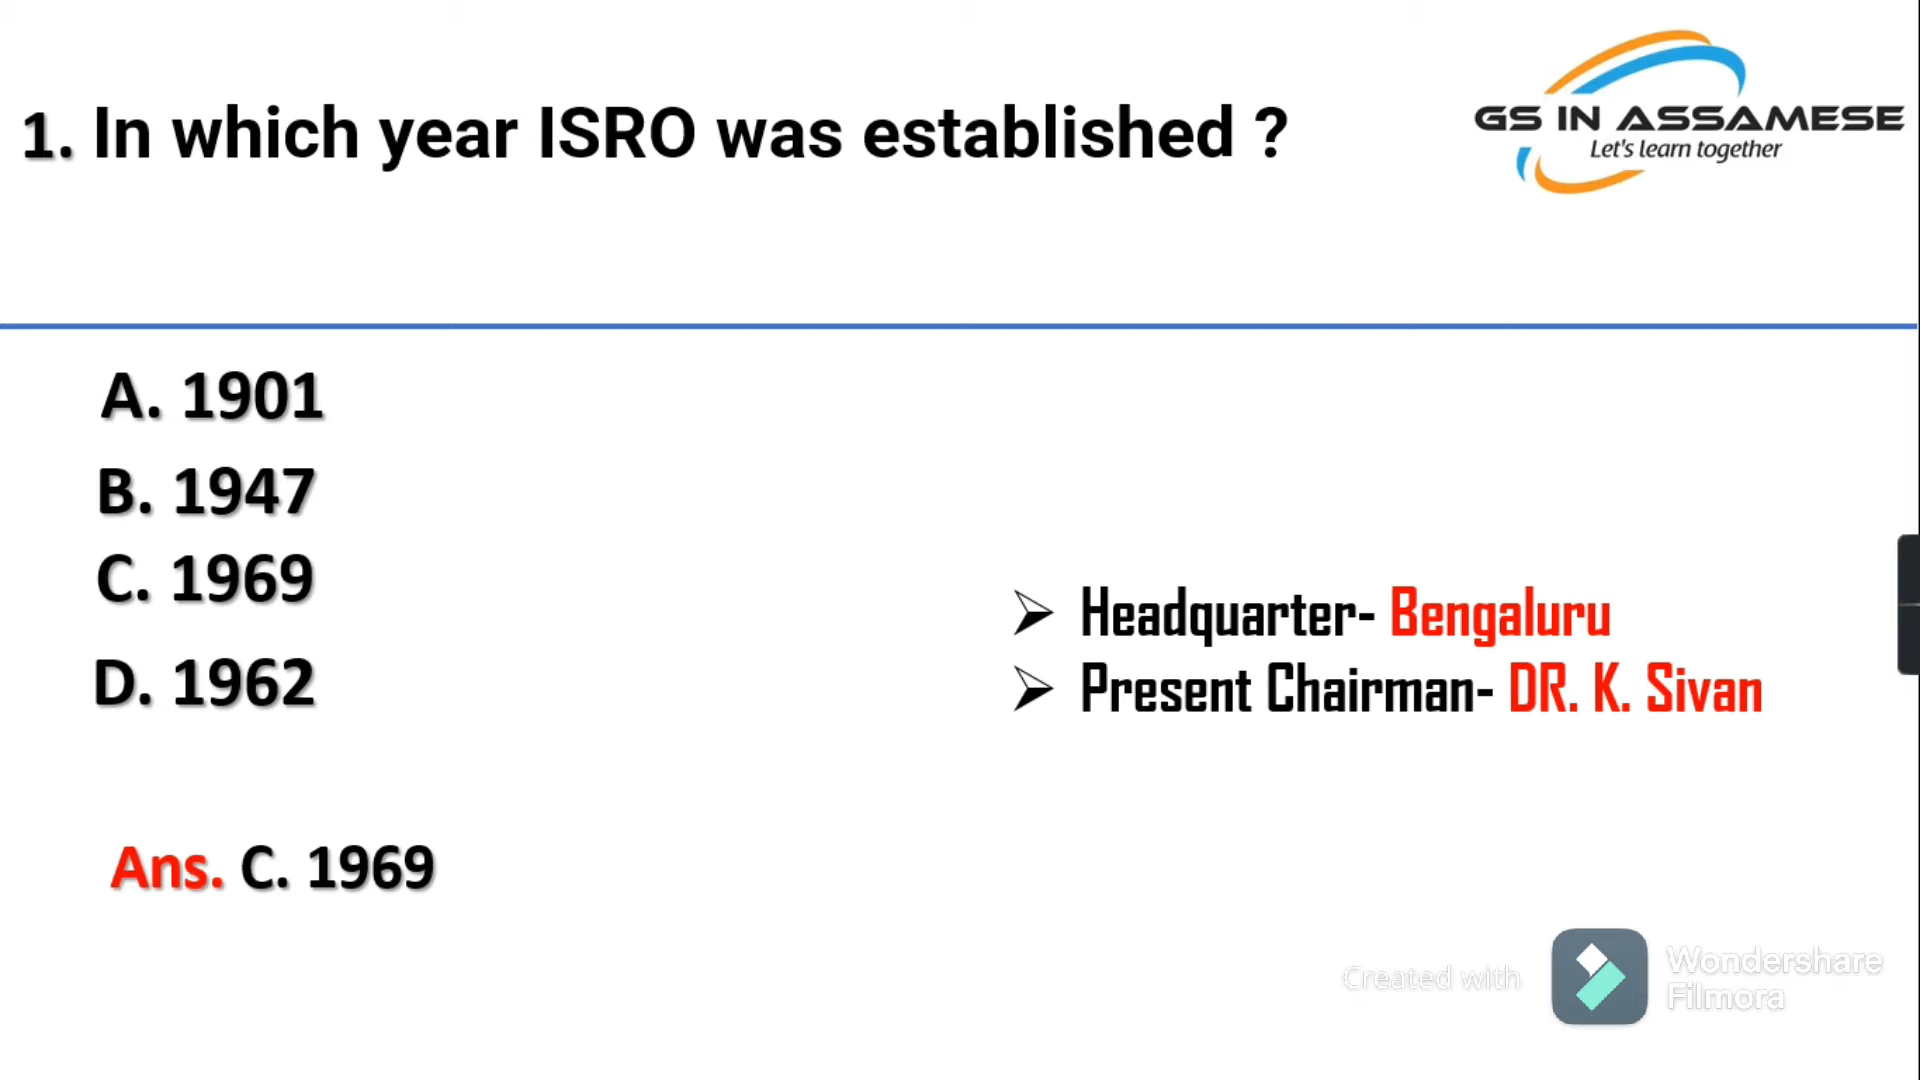 1. In which year ISRO was established ?
GS IN ASSAMESE
Let's learn together
A. 1901
B. 1947
C. 1969
D. 1962
➢ Headquarter- Bengaluru
➢ Present Chairman- DR. K. Sivan
Ans. C. 1969
Created with
Wondershare
Filmora